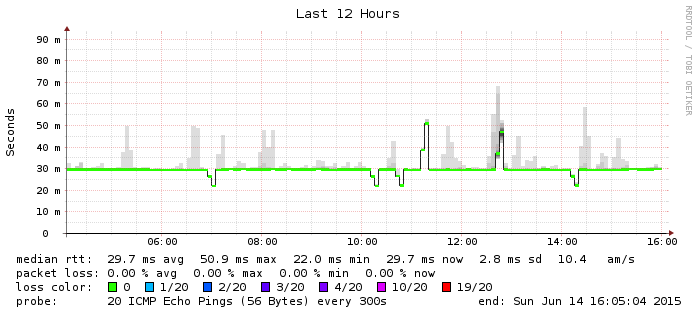 Last 12 Hours
RRDTOOL / TOBI OETIKER
Seconds
90 m
80 m
70 m
60 m
50 m
40 m
30 m
20 m
10 m
0
06:00 08:00 10:00 12:00 14:00 16:00
median rtt: 29.7 ms avg 50.9 ms max 22.0 ms min 29.7 ms now 2.8 ms sd 10.4 am/s
packet loss: 0.00 % avg 0.00 % max 0.00 % min 0.00 % now
loss color: 0 1/20 2/20 3/20 4/20 10/20 19/20
probe: 20 ICMP Echo Pings (56 Bytes) every 300s end: Sun Jun 14 16:05:04 2015